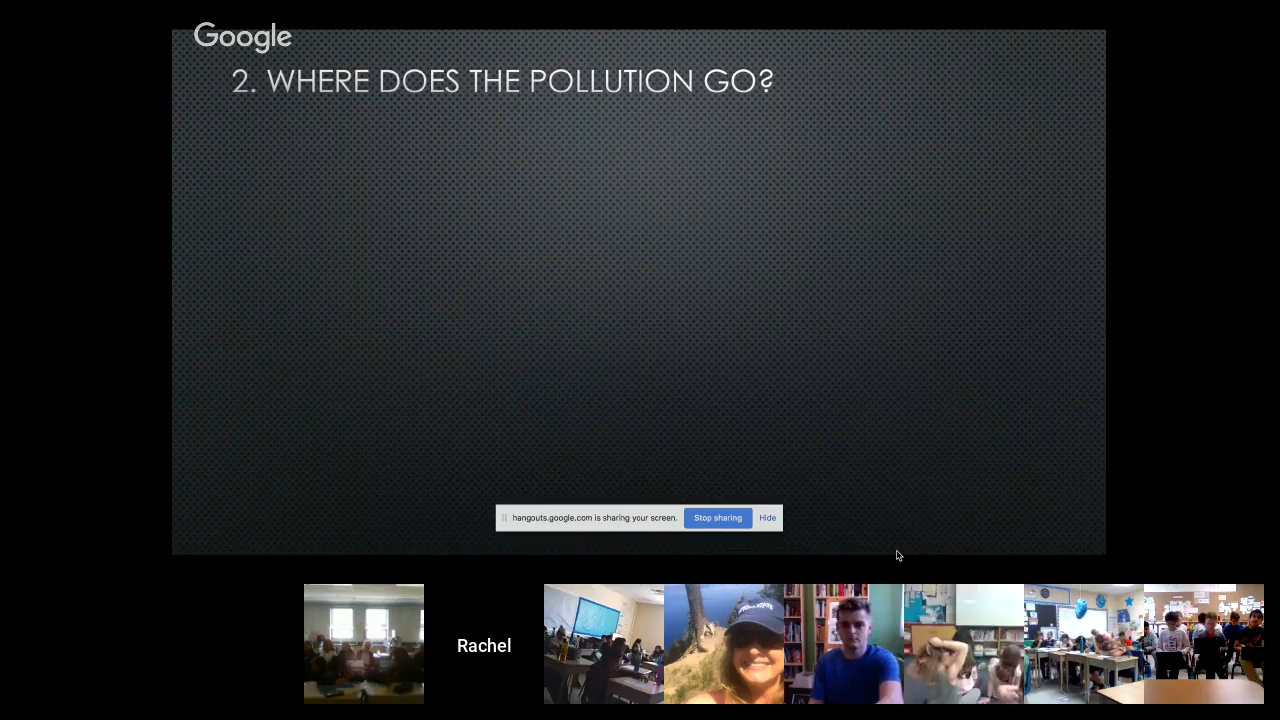 Google
2. WHERE DOES THE POLLUTION GO?
hangouts.google.com is sharing your screen.
Stop sharing
Hide
Rachel